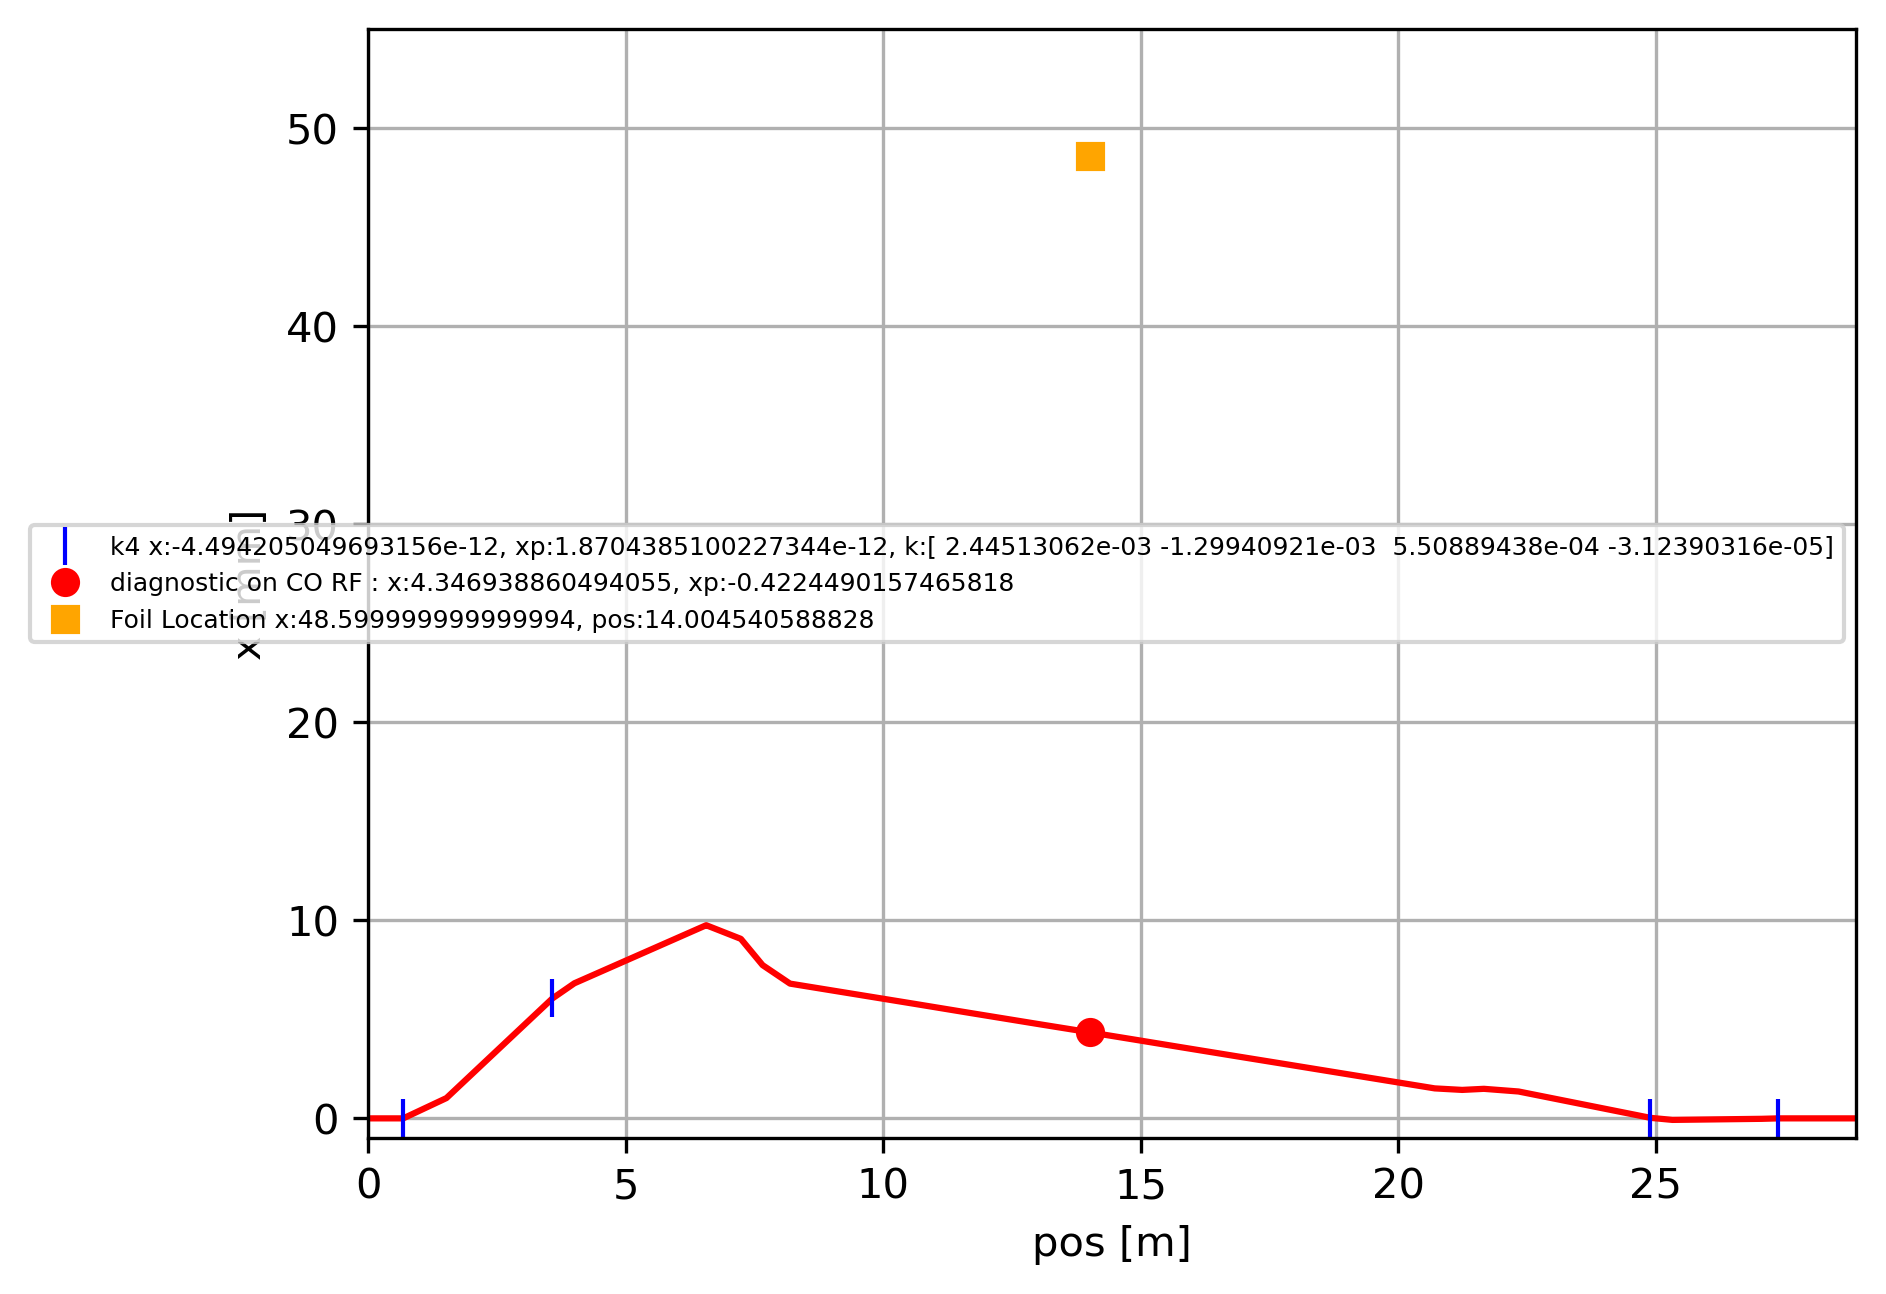 50
40
30
20
10
0
x [mm]
k4 x:-4.494205049693156e-12, xp:1.8704385100227344e-12, k:[ 2.44513062e-03 -1.29940921e-03  5.50889438e-04 -3.12390316e-05]
diagnostic on CO RF : x:4.346938860494055, xp:-0.4224490157465818
Foil Location x:48.599999999999994, pos:14.004540588828
0 5 10 15 20 25
pos [m]